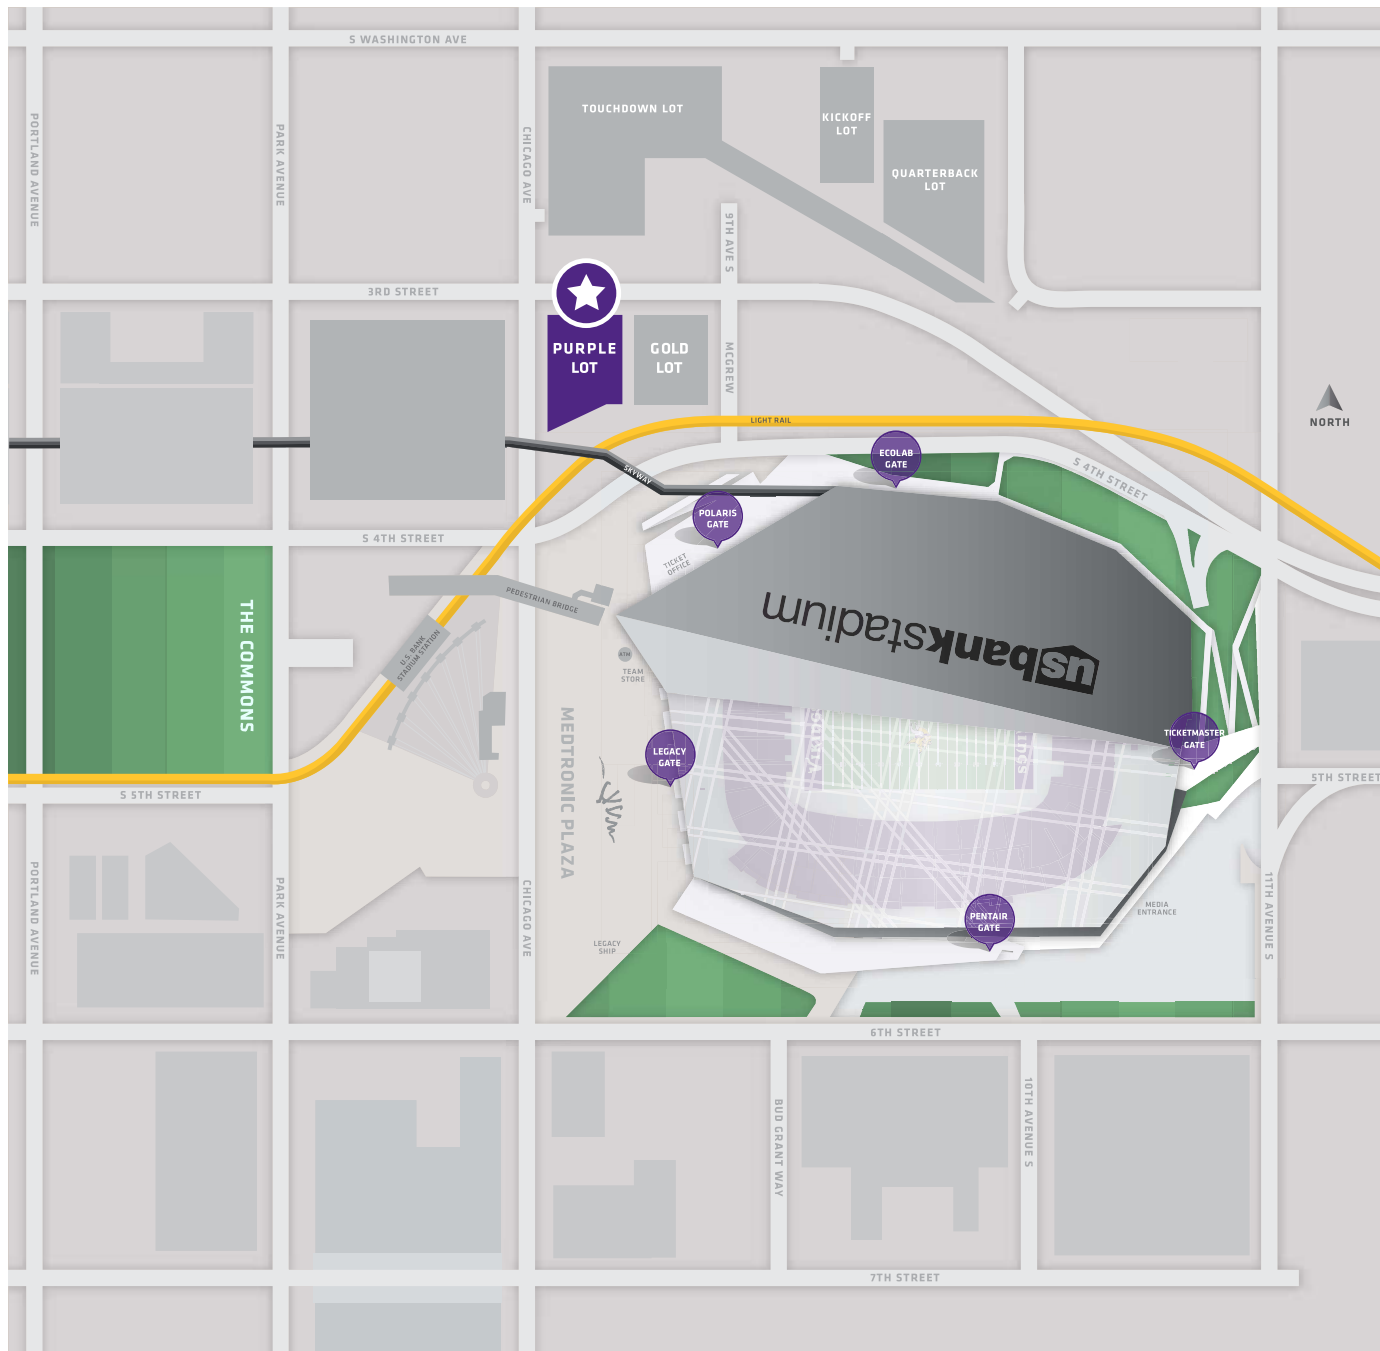 S WASHINGTON AVE
PORTLAND AVENUE
PARK AVENUE
CHICAGO AVE
TOUCHDOWN LOT
KICKOFF
LOT
QUARTERBACK
LOT
9TH AVE S
3RD STREET
PURPLE
LOT
GOLD
LOT
MCGREW
NORTH
LIGHT RAIL
ECOLAB
GATE
S 4TH STREET
SKYWAY
POLARIS
GATE
S 4TH STREET
TICKET
OFFICE
PEDESTRIAN BRIDGE
usbankstadium
THE COMMONS
U.S. BANK
STADIUM STATION
ATM
TEAM
STORE
MEDTRONIC PLAZA
LEGACY
GATE
TICKETMASTER
GATE
5TH STREET
S 5TH STREET
PORTLAND AVENUE
PARK AVENUE
CHICAGO AVE
11TH AVENUE S
MEDIA
ENTRANCE
PENTAIR
GATE
LEGACY
SHIP
6TH STREET
BUD GRANT WAY
10TH AVENUE S
7TH STREET